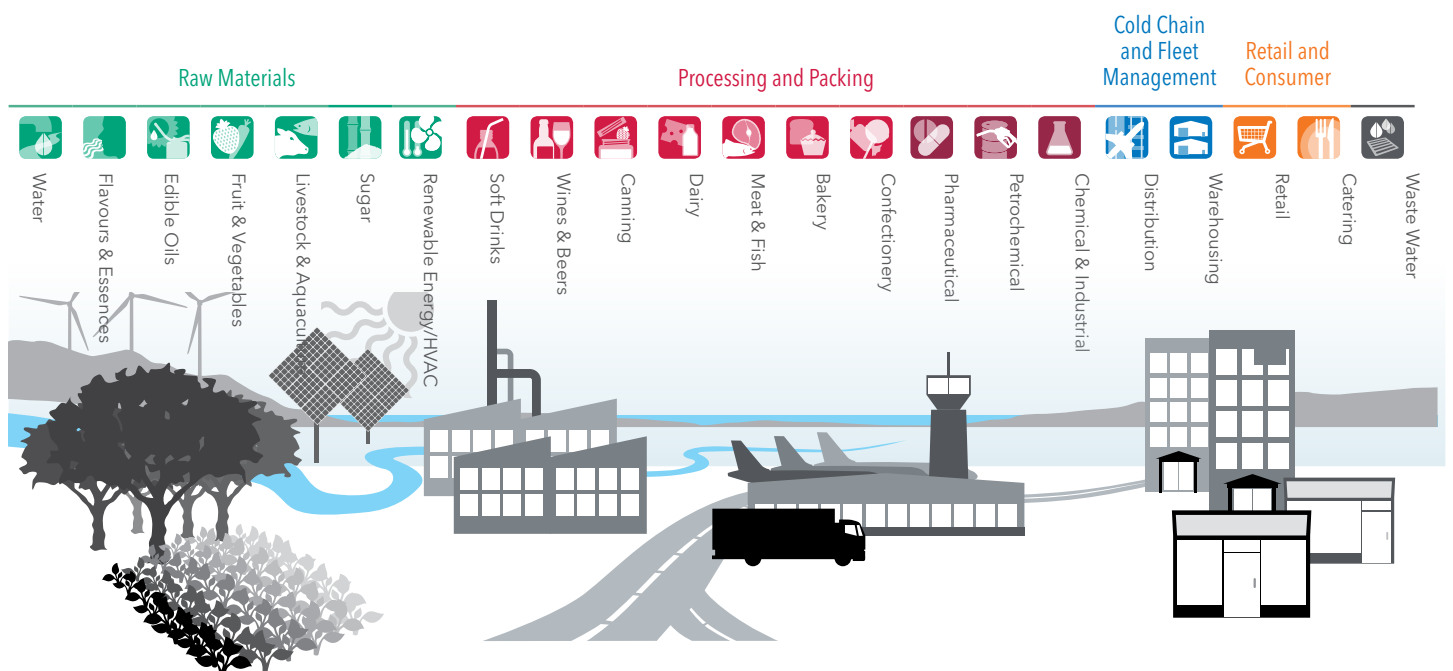 Cold Chain
and Fleet
Management
Raw Materials
Processing and Packing
Retail and
Consumer
Water
Flavours & Essences
Edible Oils
Fruit & Vegetables
Livestock & Aquaculture
Sugar
Renewable Energy/HVAC
Soft Drinks
Wines & Beers
Canning
Dairy
Meat & Fish
Bakery
Confectionery
Pharmaceutical
Petrochemical
Chemical & Industrial
Distribution
Warehousing
Retail
Catering
Waste Water